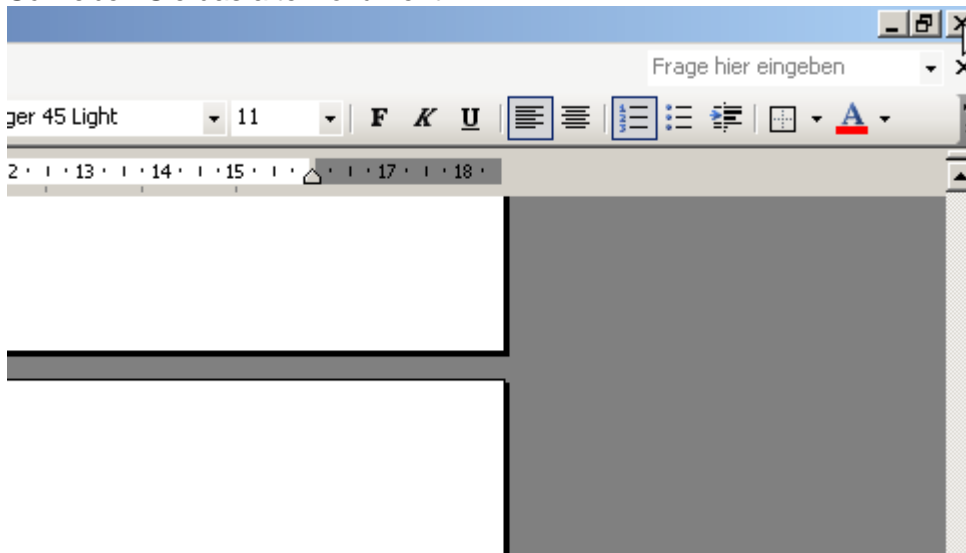 Frage hier eingeben
ger 45 Light 11 F K U A
2 · 13 · 14 · 15 · 17 · 18 ·